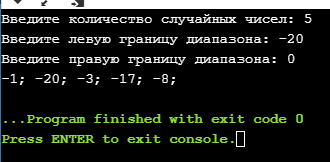 Введите количество случайных чисел: 5
Введите левую границу диапазона: -20
Введите правую границу диапазона: 0
-1; -20; -3; -17; -8;
...Program finished with exit code 0
Press ENTER to exit console.